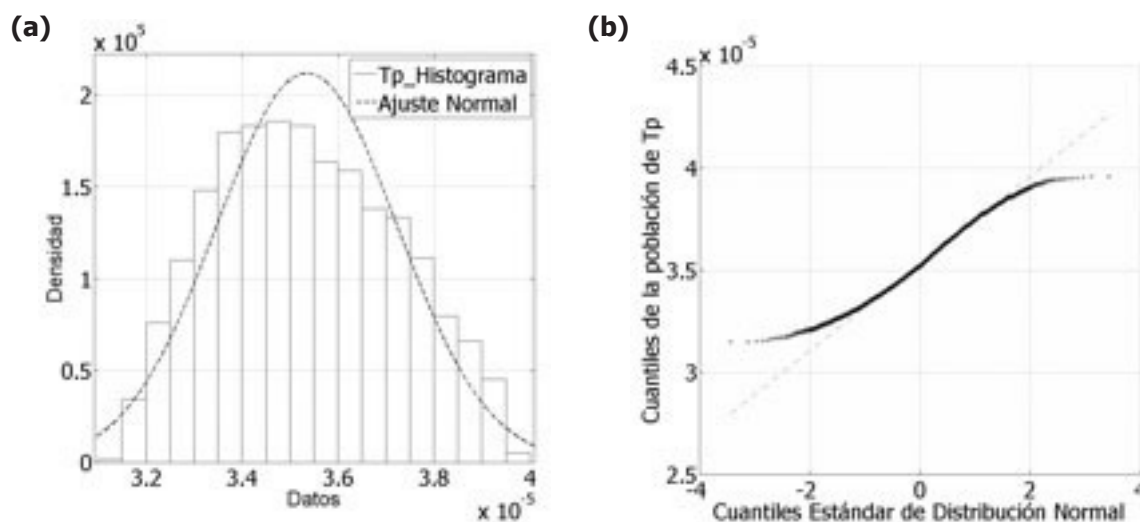 (a)
x 10⁵
2
1.5
1
0.5
0
Densidad
Tp_Histograma
Ajuste Normal
3.2 3.4 3.6 3.8 4
Datos
x 10⁻⁵
(b)
x 10⁻⁵
4.5
4
3.5
3
2.5
Cuantiles de la población de Tp
-4 -2 0 2 4
Cuantiles Estándar de Distribución Normal